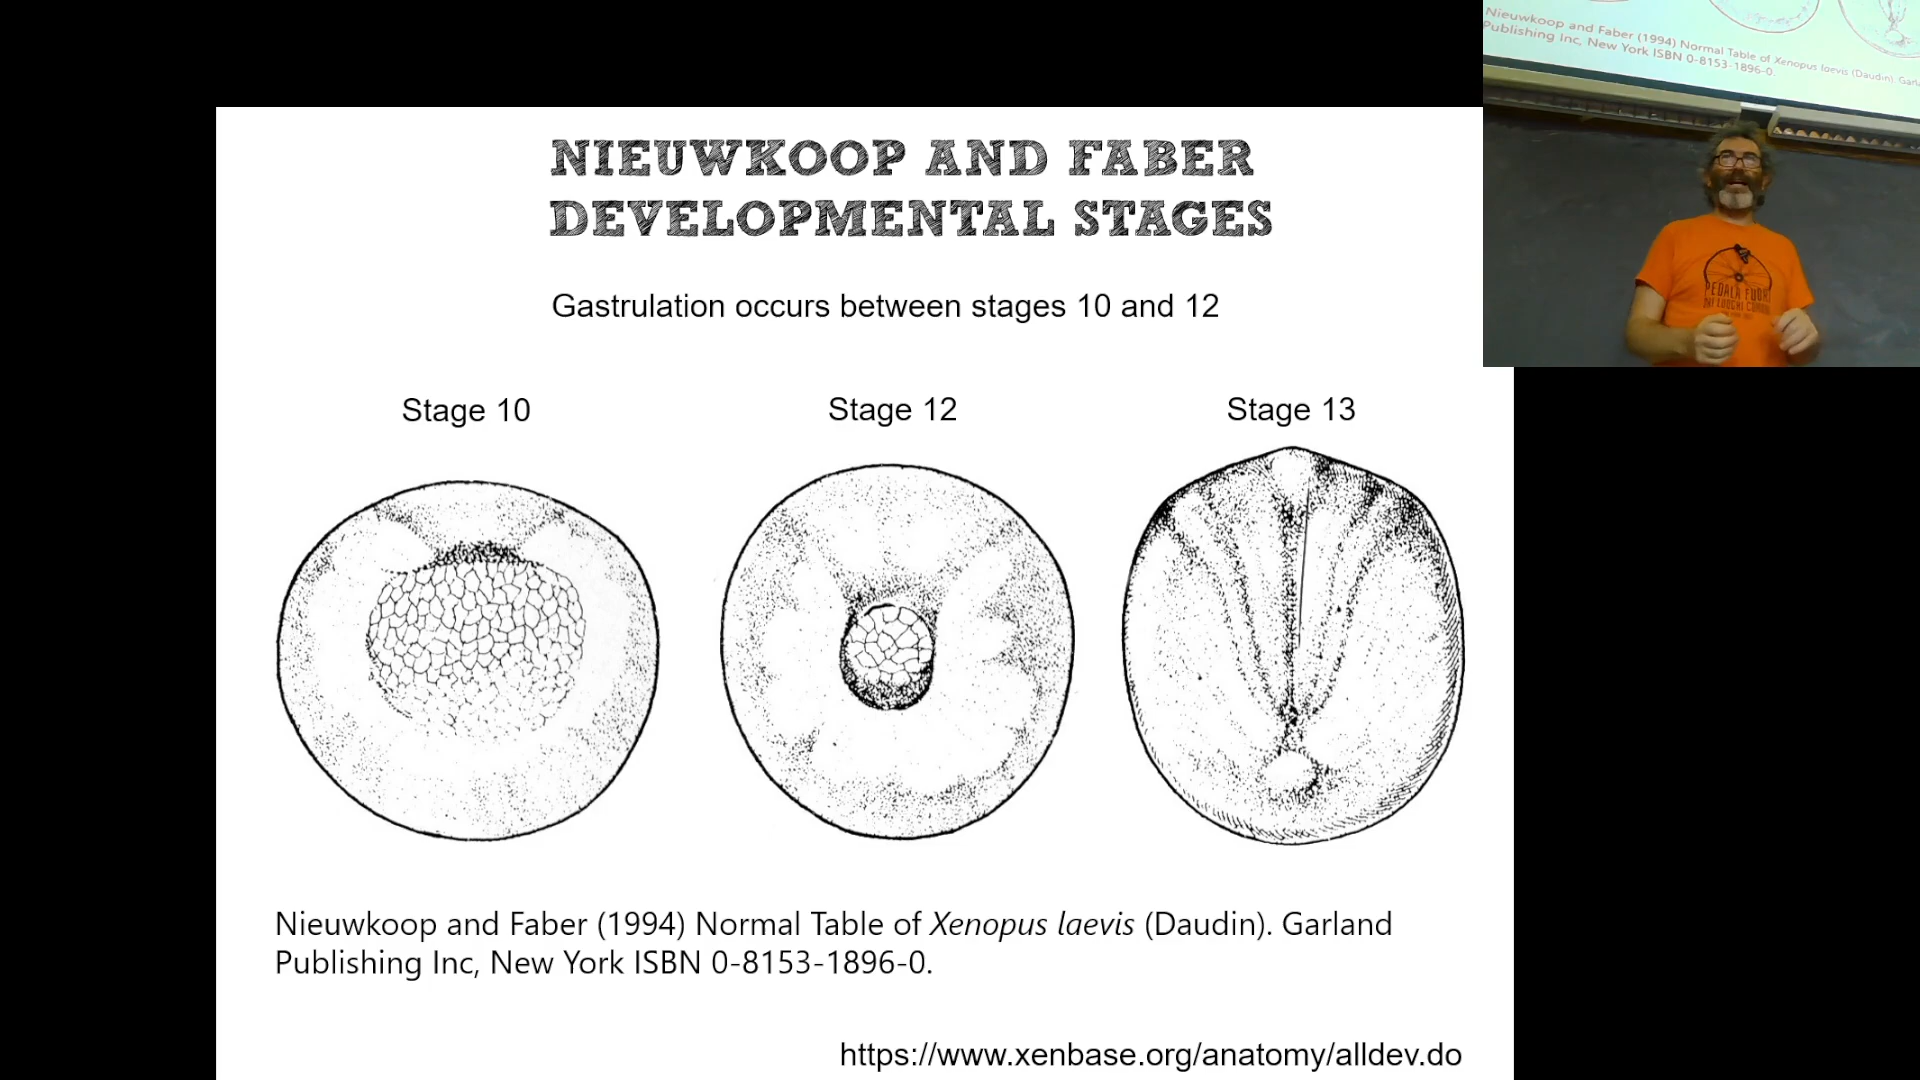 NIEUWKOOP AND FABER
DEVELOPMENTAL STAGES
Gastrulation occurs between stages 10 and 12
Stage 10
Stage 12
Stage 13
Nieuwkoop and Faber (1994) Normal Table of Xenopus laevis (Daudin). Garland
Publishing Inc, New York ISBN 0-8153-1896-0.
https://www.xenbase.org/anatomy/alldev.do
Nieuwkoop and Faber (1994) Normal Table of Xenopus laevis (Daudin). Garl
Publishing Inc, New York ISBN 0-8153-1896-0.
PEDALA FUORI